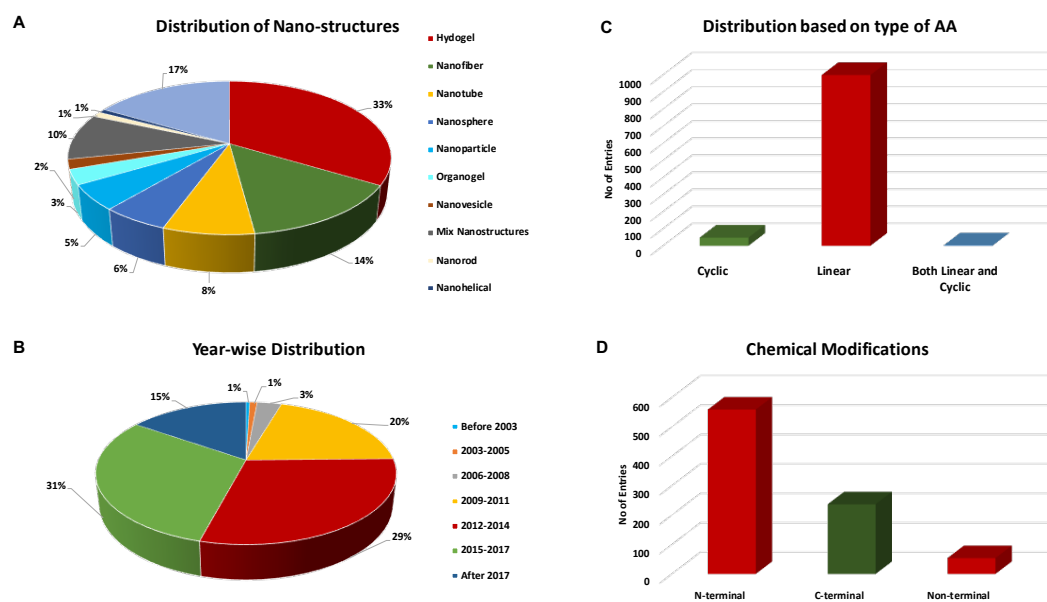 A
Distribution of Nano-structures
17%
1%
1%
10%
2%
3%
5%
6%
8%
14%
33%
Hydogel
Nanofiber
Nanotube
Nanosphere
Nanoparticle
Organogel
Nanovesicle
Mix Nanostructures
Nanorod
Nanohelical
B
Year-wise Distribution
15%
1%
1%
3%
20%
31%
29%
Before 2003
2003-2005
2006-2008
2009-2011
2012-2014
2015-2017
After 2017
C
Distribution based on type of AA
No of Entries
1000
900
800
700
600
500
400
300
200
100
0
Cyclic
Linear
Both Linear and
Cyclic
D
Chemical Modifications
No of Entries
600
500
400
300
200
100
0
N-terminal
C-terminal
Non-terminal